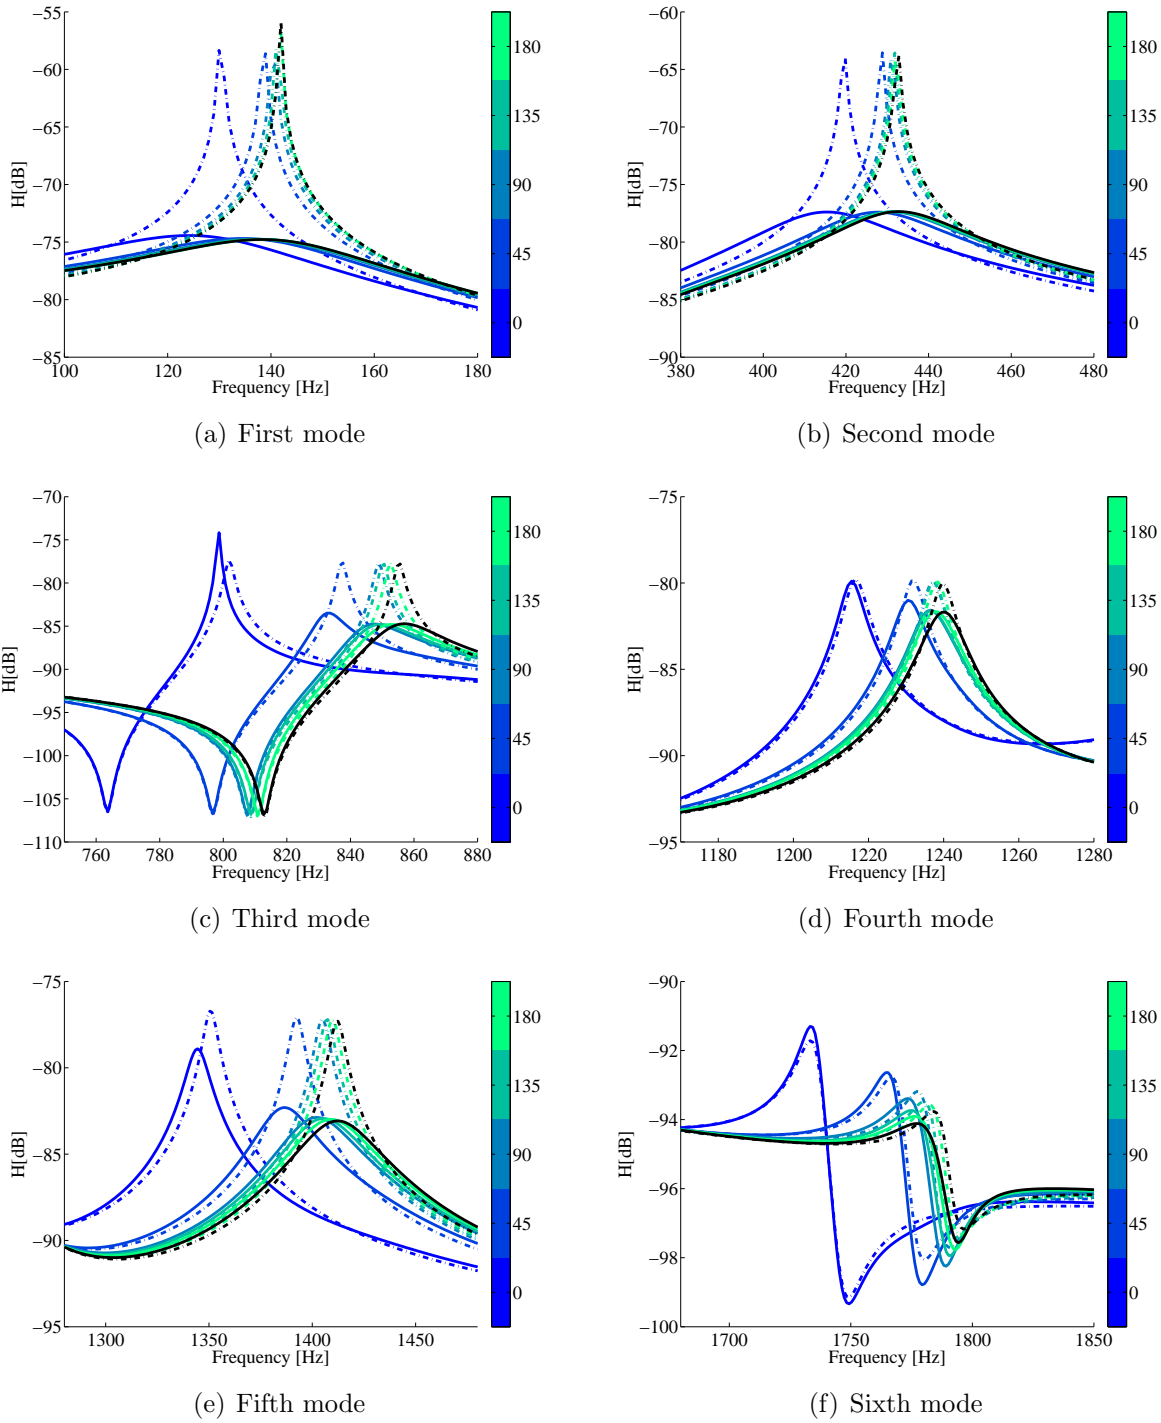 −55
−60
−65
−70
−75
−80
−85
H[dB]
100 120 140 160 180
Frequency [Hz]
180
135
90
45
0
(a) First mode
−60
−65
−70
−75
−80
−85
−90
H[dB]
380 400 420 440 460 480
Frequency [Hz]
180
135
90
45
0
(b) Second mode
−70
−75
−80
−85
−90
−95
−100
−105
−110
H[dB]
760 780 800 820 840 860 880
Frequency [Hz]
180
135
90
45
0
(c) Third mode
−75
−80
−85
−90
−95
H[dB]
1180 1200 1220 1240 1260 1280
Frequency [Hz]
180
135
90
45
0
(d) Fourth mode
−75
−80
−85
−90
−95
H[dB]
1300 1350 1400 1450
Frequency [Hz]
180
135
90
45
0
(e) Fifth mode
−90
−92
−94
−96
−98
−100
H[dB]
1700 1750 1800 1850
Frequency [Hz]
180
135
90
45
0
(f) Sixth mode